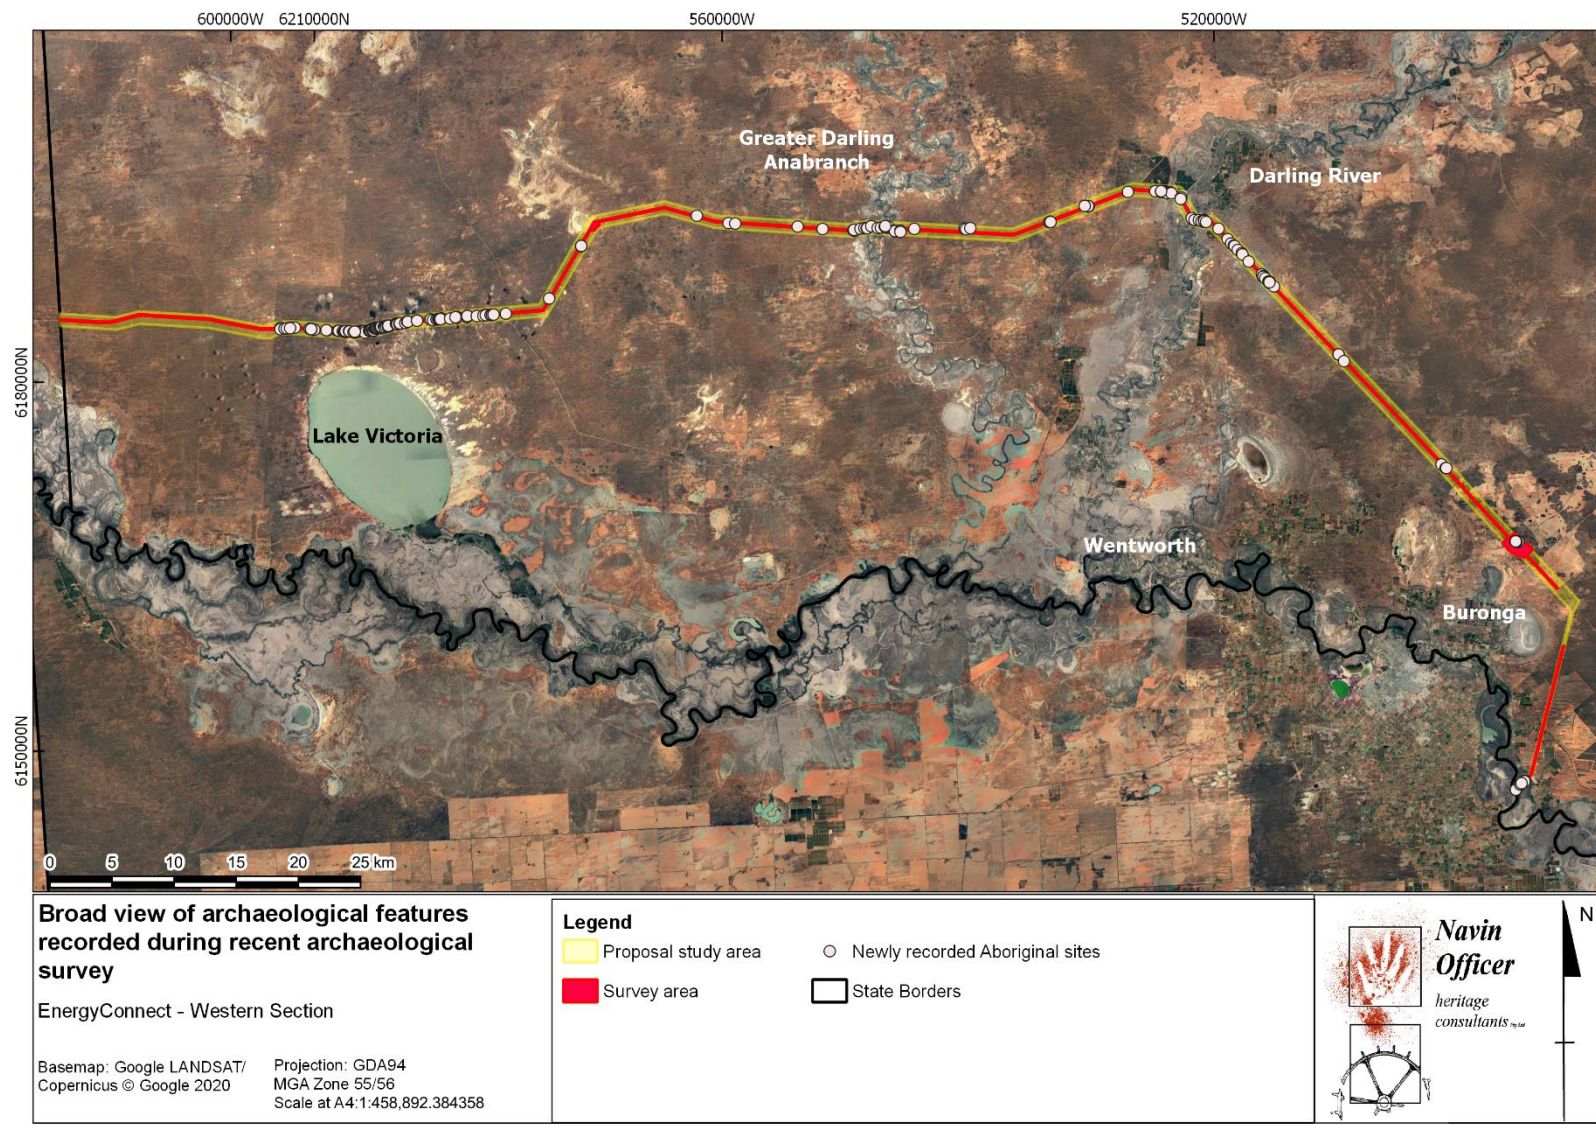 600000W 6210000N 560000W 520000W
Greater Darling
Anabranch
Darling River
6180000N
Lake Victoria
Wentworth
Buronga
6150000N
0 5 10 15 20 25 km
Broad view of archaeological features
recorded during recent archaeological
survey
EnergyConnect - Western Section
Basemap: Google LANDSAT/
Copernicus © Google 2020
Projection: GDA94
MGA Zone 55/56
Scale at A4:1:458,892.384358
Legend
Proposal study area
Newly recorded Aboriginal sites
Survey area
State Borders
Navin
Officer
heritage
consultants Pty Ltd
N